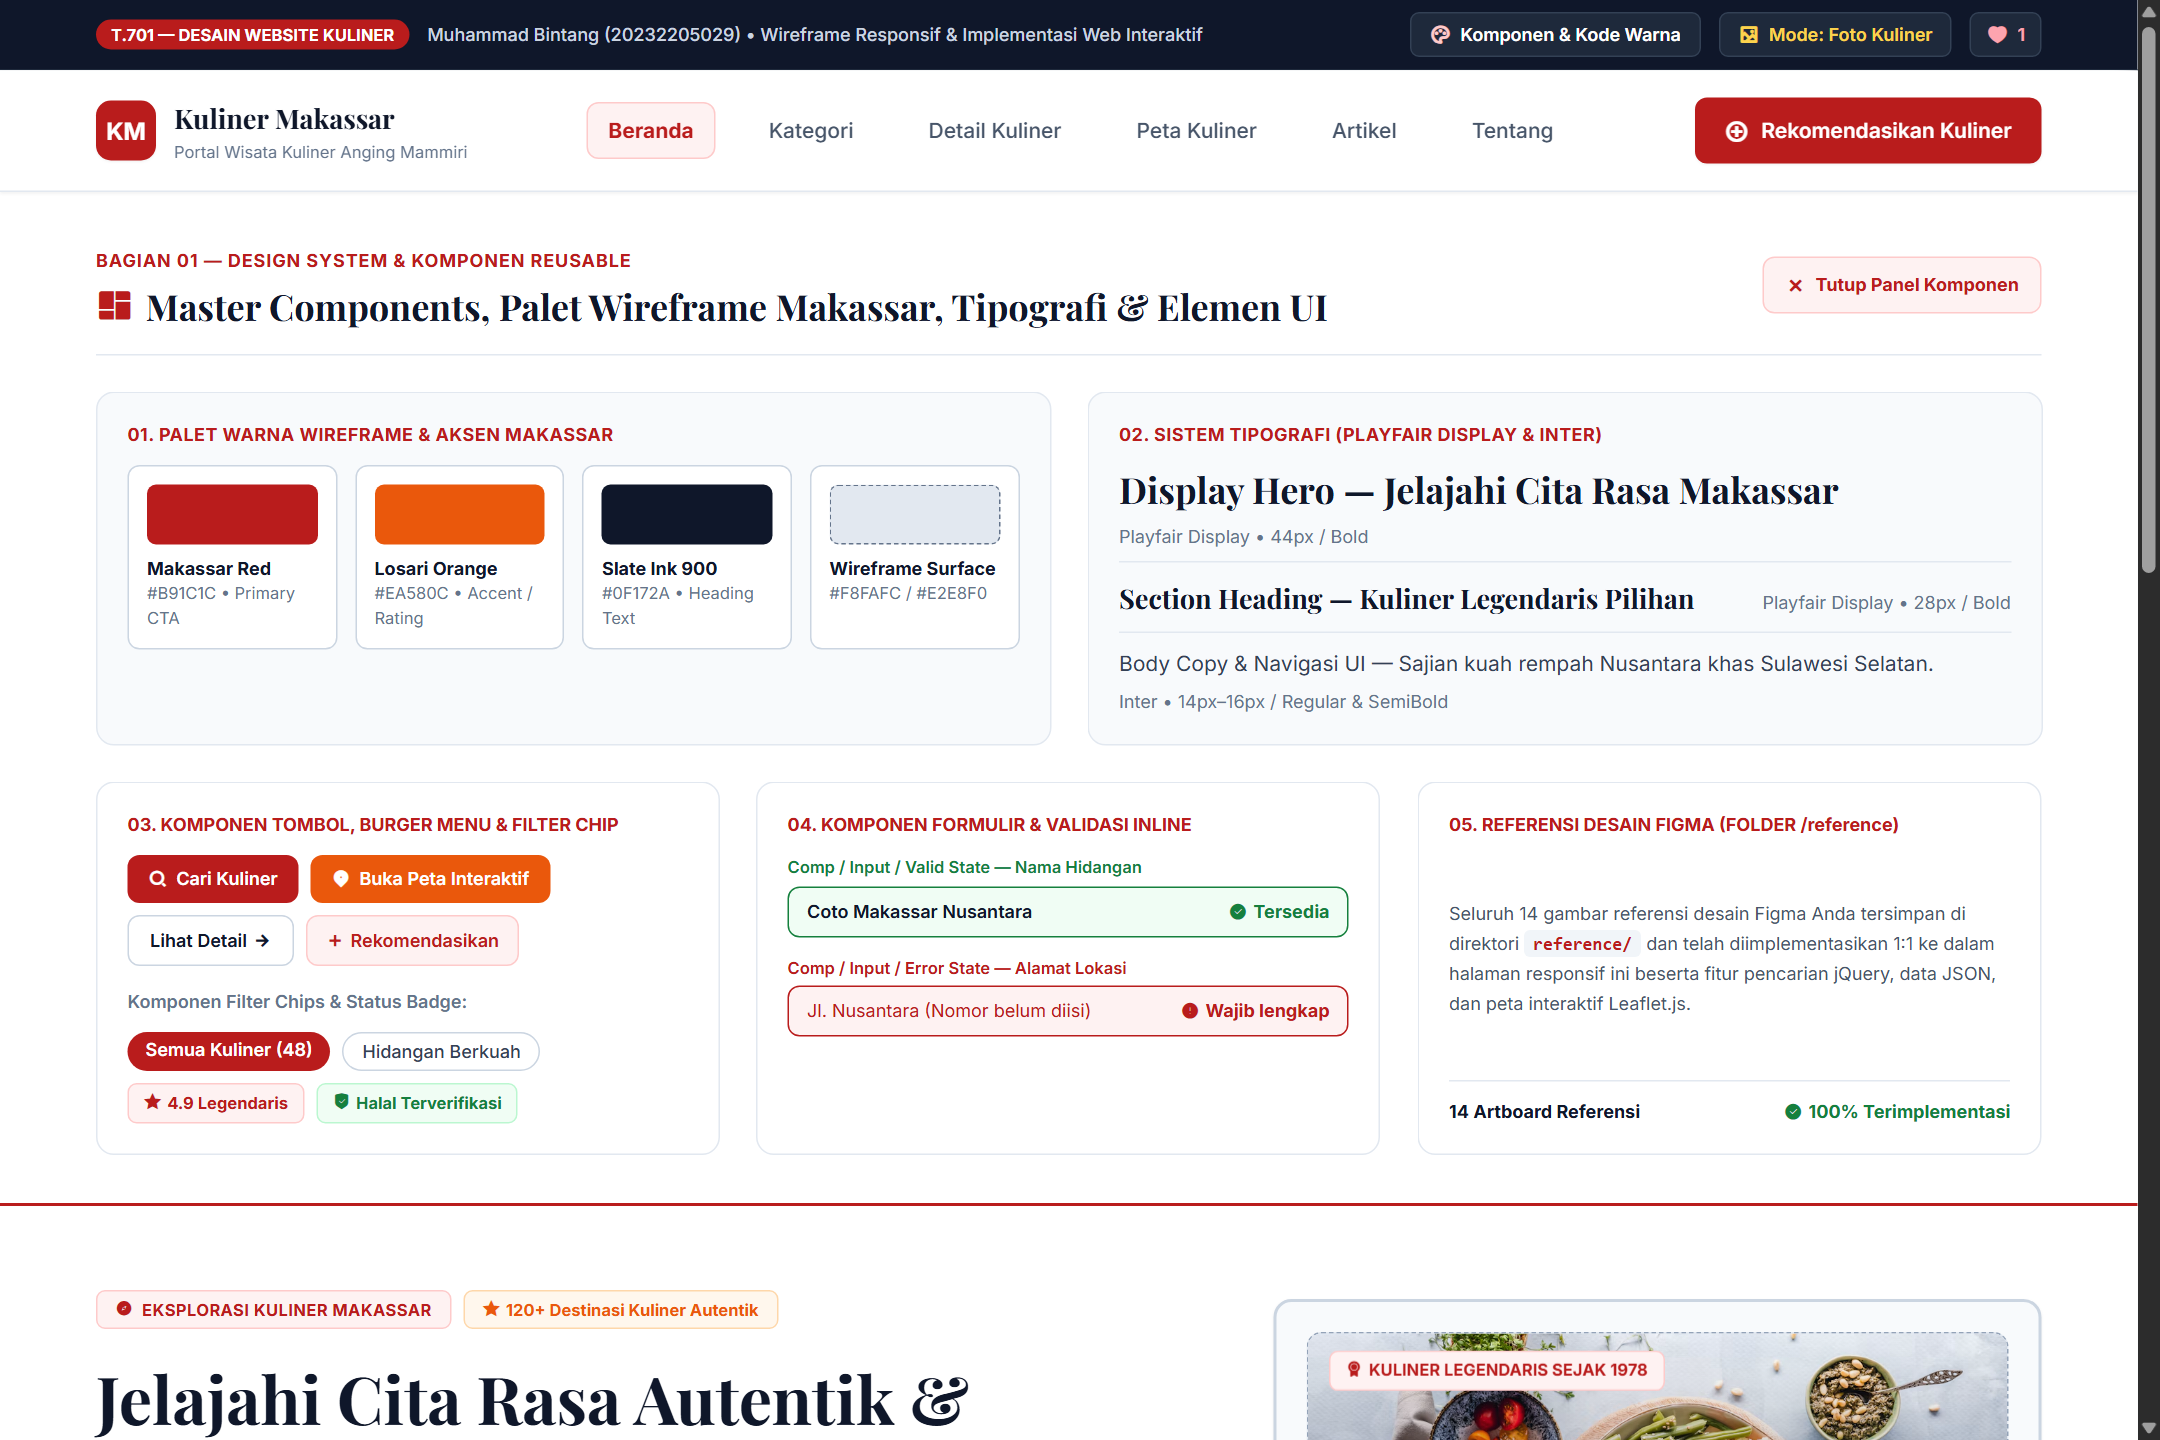 T.701 — DESAIN WEBSITE KULINER
Muhammad Bintang (20232205029) • Wireframe Responsif & Implementasi Web Interaktif
Komponen & Kode Warna
Mode: Foto Kuliner
1
KM
Kuliner Makassar
Portal Wisata Kuliner Anging Mammiri
Beranda
Kategori
Detail Kuliner
Peta Kuliner
Artikel
Tentang
Rekomendasikan Kuliner
BAGIAN 01 — DESIGN SYSTEM & KOMPONEN REUSABLE
Master Components, Palet Wireframe Makassar, Tipografi & Elemen UI
Tutup Panel Komponen
01. PALET WARNA WIREFRAME & AKSEN MAKASSAR
Makassar Red
#B91C1C • Primary
CTA
Losari Orange
#EA580C • Accent /
Rating
Slate Ink 900
#0F172A • Heading
Text
Wireframe Surface
#F8FAFC / #E2E8F0
02. SISTEM TIPOGRAFI (PLAYFAIR DISPLAY & INTER)
Display Hero — Jelajahi Cita Rasa Makassar
Playfair Display • 44px / Bold
Section Heading — Kuliner Legendaris Pilihan
Playfair Display • 28px / Bold
Body Copy & Navigasi UI — Sajian kuah rempah Nusantara khas Sulawesi Selatan.
Inter • 14px–16px / Regular & SemiBold
03. KOMPONEN TOMBOL, BURGER MENU & FILTER CHIP
Cari Kuliner
Buka Peta Interaktif
Lihat Detail →
+ Rekomendasikan
Komponen Filter Chips & Status Badge:
Semua Kuliner (48)
Hidangan Berkuah
4.9 Legendaris
Halal Terverifikasi
04. KOMPONEN FORMULIR & VALIDASI INLINE
Comp / Input / Valid State — Nama Hidangan
Coto Makassar Nusantara
Tersedia
Comp / Input / Error State — Alamat Lokasi
Jl. Nusantara (Nomor belum diisi)
Wajib lengkap
05. REFERENSI DESAIN FIGMA (FOLDER /reference)
Seluruh 14 gambar referensi desain Figma Anda tersimpan di
direktori reference/ dan telah diimplementasikan 1:1 ke dalam
halaman responsif ini beserta fitur pencarian jQuery, data JSON,
dan peta interaktif Leaflet.js.
14 Artboard Referensi
100% Terimplementasi
EKSPLORASI KULINER MAKASSAR
120+ Destinasi Kuliner Autentik
Jelajahi Cita Rasa Autentik &
KULINER LEGENDARIS SEJAK 1978